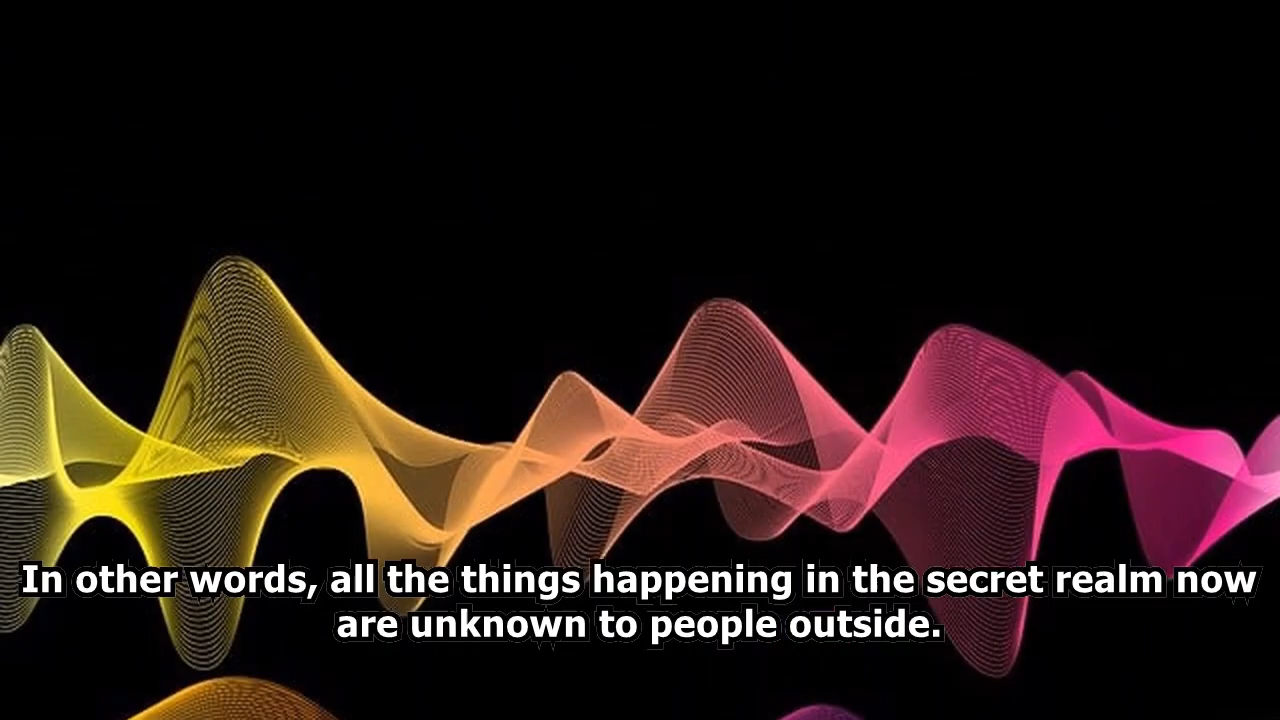 In other words, all the things happening in the secret realm now
are unknown to people outside.